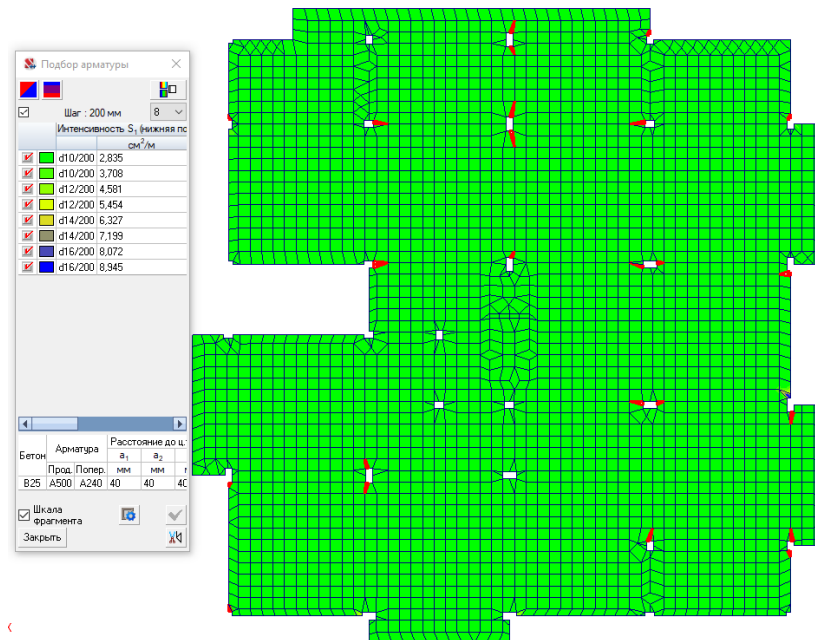 Подбор арматуры
Шаг : 200 мм
8
Интенсивность S1 (нижняя по
см²/м
d10/200 2,835
d10/200 3,708
d12/200 4,581
d12/200 5,454
d14/200 6,327
d14/200 7,199
d16/200 8,072
d16/200 8,945
Бетон Арматура Расстояние до ц.
Прод. Попер. a1 a2
мм мм
B25 A500 A240 40 40 40
Шкала
фрагмента
Закрыть